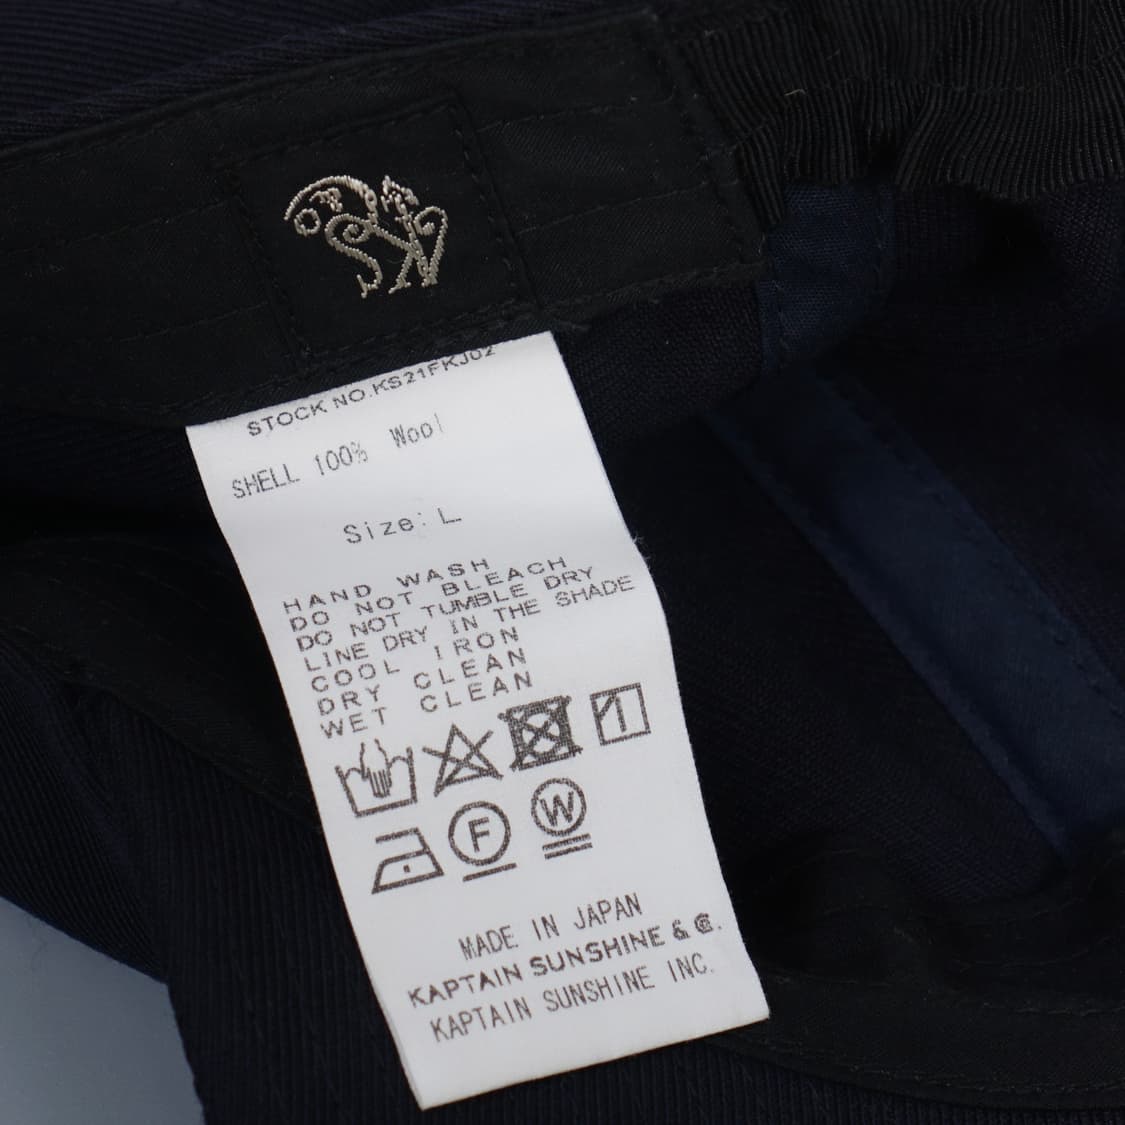 STOCK NO.KS21FKJ02
SHELL 100% Wool
Size: L
HAND WASH
DO NOT BLEACH
DO NOT TUMBLE DRY
LINE DRY IN THE SHADE
COOL IRON
DRY CLEAN
WET CLEAN
F W
MADE IN JAPAN
KAPTAIN SUNSHINE & Co.
KAPTAIN SUNSHINE INC.